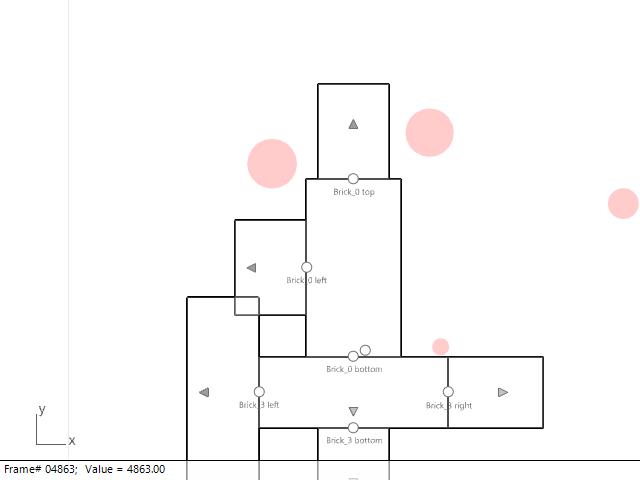 Brick_0 top
Brick_0 left
Brick_0 bottom
Brick_3 left
Brick_3 right
Brick_3 bottom
y
x
Frame# 04863; Value = 4863.00